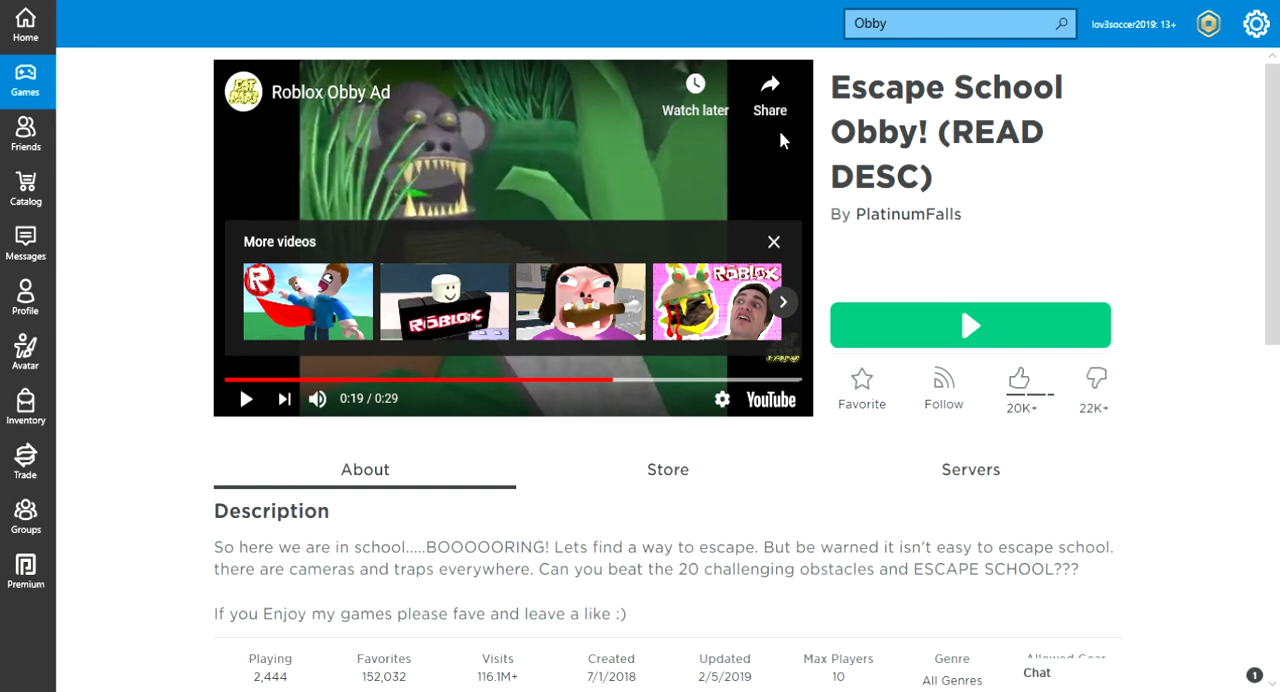 Home
Games
Friends
Catalog
Messages
Profile
Avatar
Inventory
Trade
Groups
Premium
Obby
lov3soccer2019: 13+
Roblox Obby Ad
Watch later
Share
More videos
ROBLOX
ROBLOX
0:19 / 0:29
YouTube
Escape School
Obby! (READ
DESC)
By PlatinumFalls
Favorite
Follow
20K+
22K+
About
Store
Servers
Description
So here we are in school.....BOOOOORING! Lets find a way to escape. But be warned it isn't easy to escape school.
there are cameras and traps everywhere. Can you beat the 20 challenging obstacles and ESCAPE SCHOOL???
If you Enjoy my games please fave and leave a like :)
Playing
2,444
Favorites
152,032
Visits
116.1M+
Created
7/1/2018
Updated
2/5/2019
Max Players
10
Genre
All Genres
Chat
1